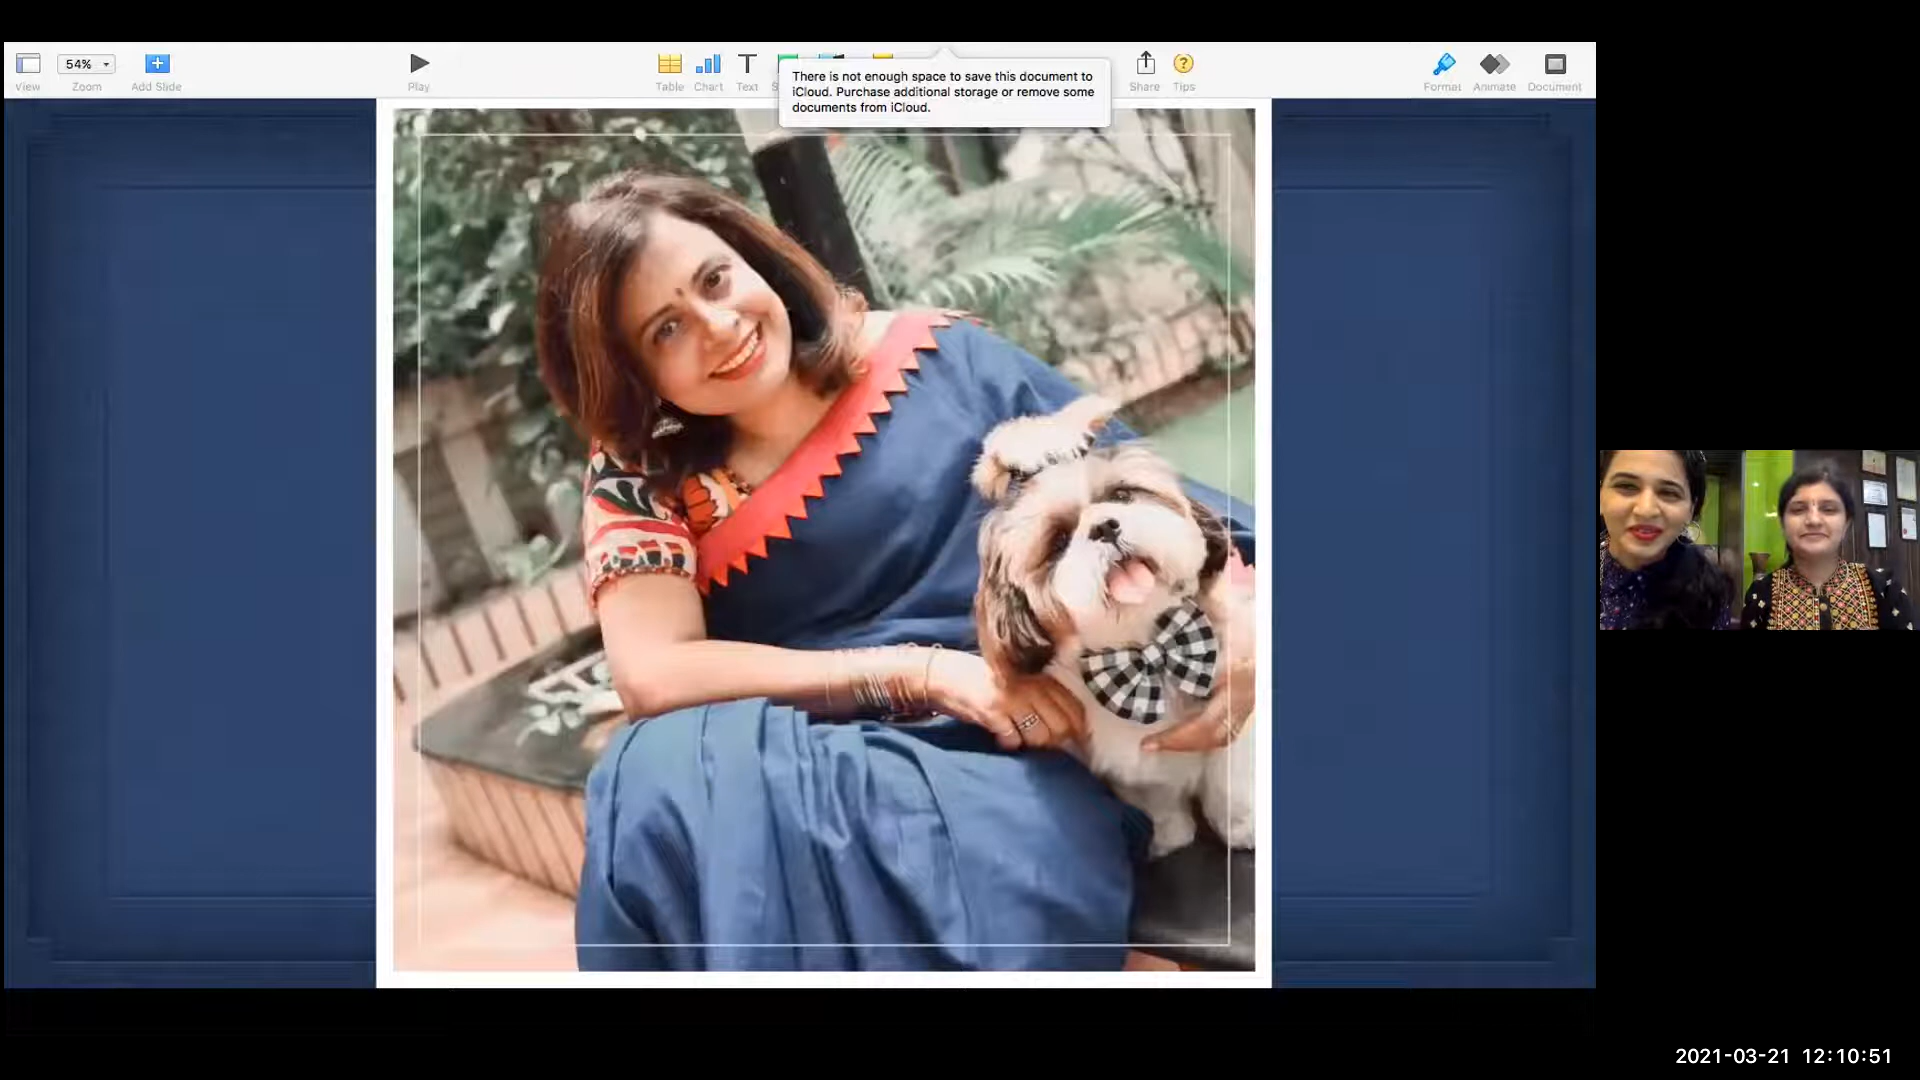 54%
View
Zoom
Add Slide
Play
Table
Chart
Text
There is not enough space to save this document to
iCloud. Purchase additional storage or remove some
documents from iCloud.
Share
Tips
Format
Animate
Document
2021-03-21 12:10:51